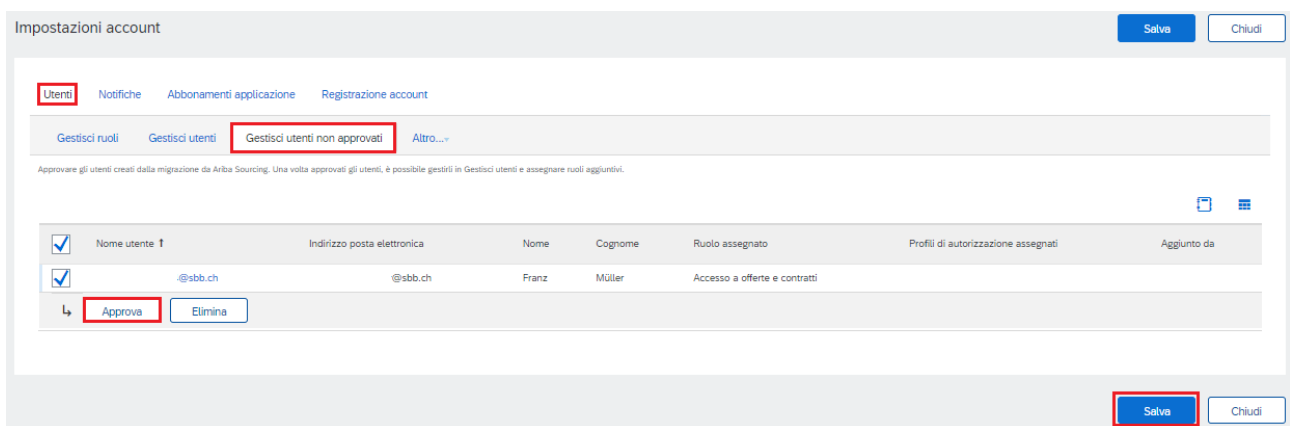 Impostazioni account
Salva Chiudi
Utenti Notifiche Abbonamenti applicazione Registrazione account
Gestisci ruoli Gestisci utenti Gestisci utenti non approvati Altro...
Approvare gli utenti creati dalla migrazione da Ariba Sourcing. Una volta approvati gli utenti, è possibile gestirli in Gestisci utenti e assegnare ruoli aggiuntivi.
Nome utente ↑ Indirizzo posta elettronica Nome Cognome Ruolo assegnato Profili di autorizzazione assegnati Aggiunto da
@sbb.ch @sbb.ch Franz Müller Accesso a offerte e contratti
Approva Elimina
Salva Chiudi